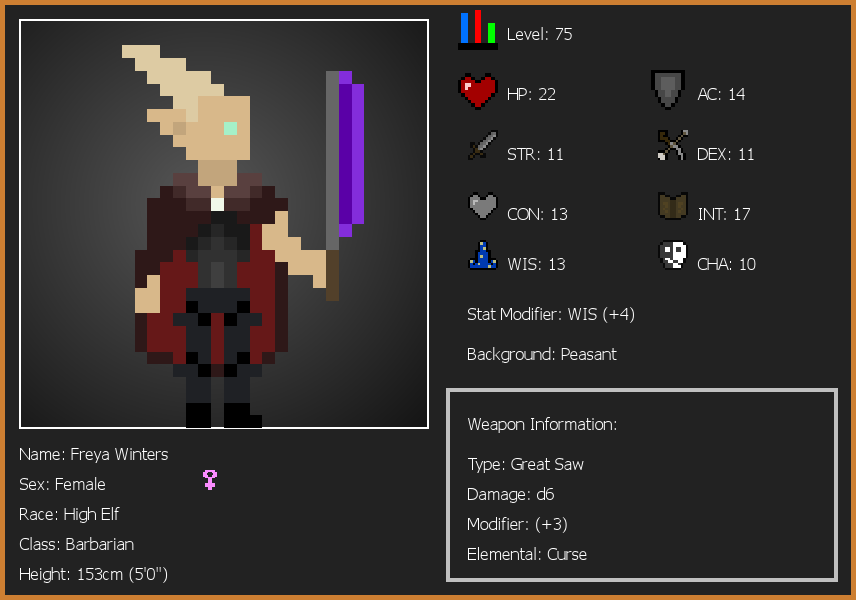 Level: 75
HP: 22
AC: 14
STR: 11
DEX: 11
CON: 13
INT: 17
WIS: 13
CHA: 10
Stat Modifier: WIS (+4)
Background: Peasant
Weapon Information:
Type: Great Saw
Damage: d6
Modifier: (+3)
Elemental: Curse
Name: Freya Winters
Sex: Female
Race: High Elf
Class: Barbarian
Height: 153cm (5'0")